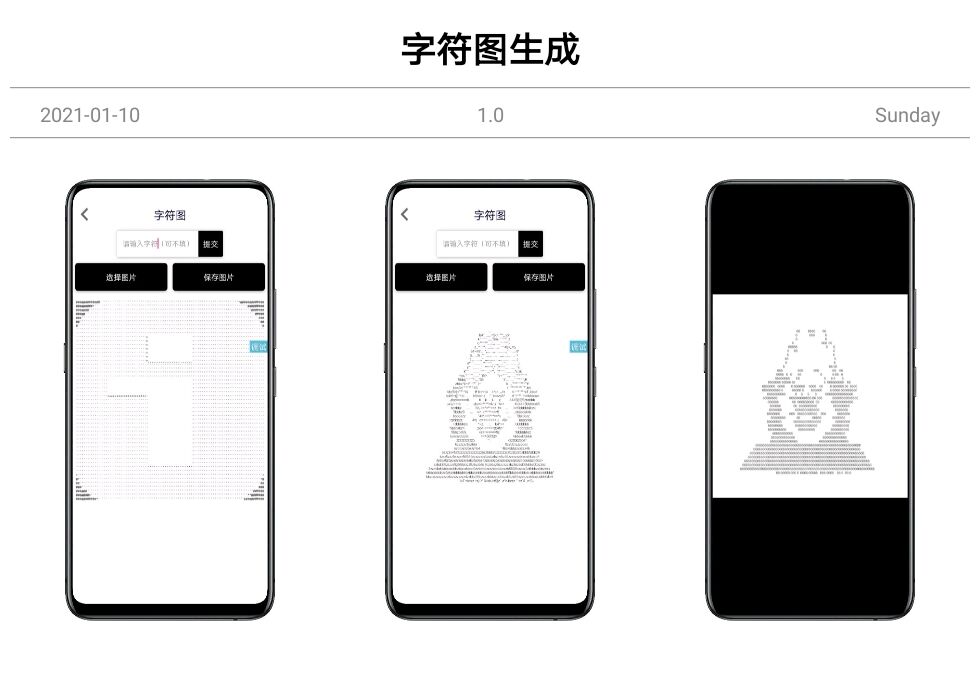 字符图生成
2021-01-10
1.0
Sunday
字符图
请输入字符(可不填)
提交
选择图片
保存图片
调试
字符图
请输入字符(可不填)
提交
选择图片
保存图片
调试